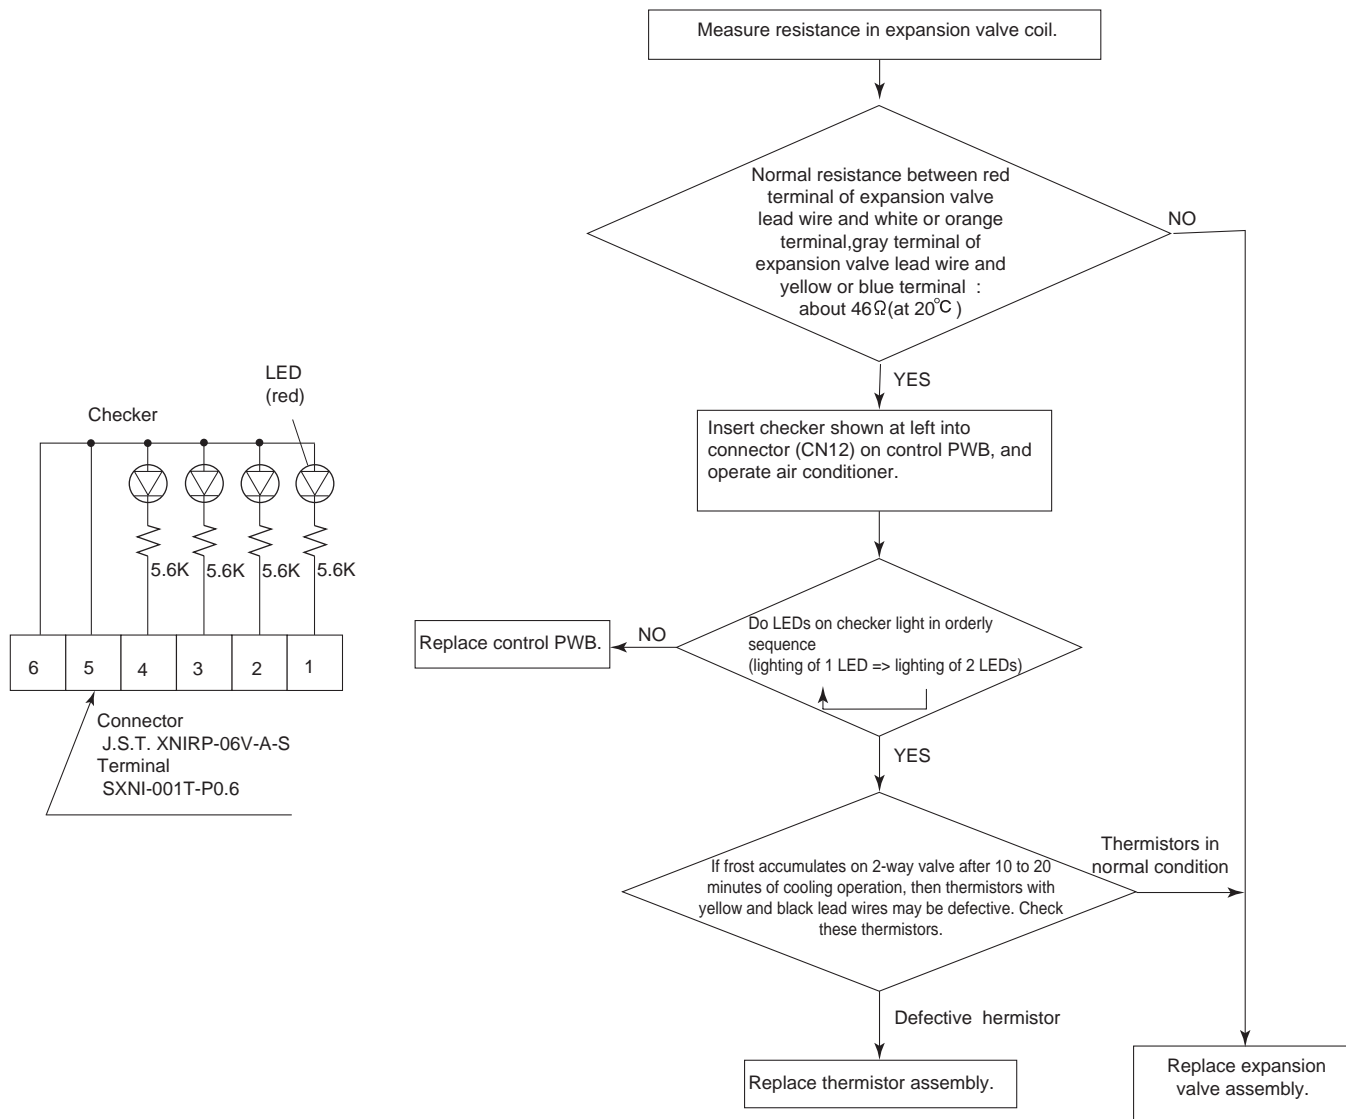 Measure resistance in expansion valve coil.
Normal resistance between red
terminal of expansion valve
lead wire and white or orange
terminal,gray terminal of
expansion valve lead wire and
yellow or blue terminal :
about 46Ω(at 20℃)
NO
YES
LED
(red)
Checker
5.6K
5.6K
5.6K
5.6K
6
5
4
3
2
1
Connector
J.S.T. XNIRP-06V-A-S
Terminal
SXNI-001T-P0.6
Insert checker shown at left into
connector (CN12) on control PWB, and
operate air conditioner.
Do LEDs on checker light in orderly
sequence
(lighting of 1 LED => lighting of 2 LEDs)
NO
Replace control PWB.
YES
If frost accumulates on 2-way valve after 10 to 20
minutes of cooling operation, then thermistors with
yellow and black lead wires may be defective. Check
these thermistors.
Thermistors in
normal condition
Defective hermistor
Replace thermistor assembly.
Replace expansion
valve assembly.